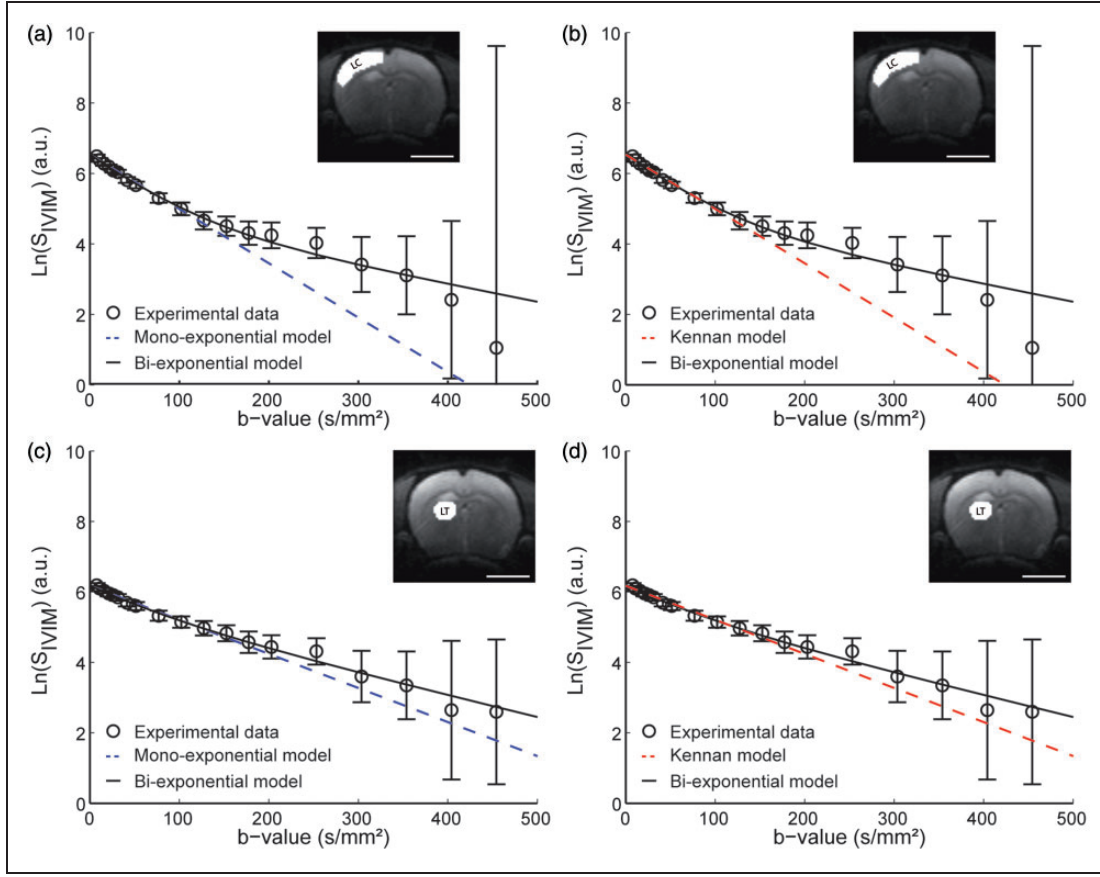 (a)
10
8
6
4
2
0
Ln(S_IVIM) (a.u.)
LC
Experimental data
Mono-exponential model
Bi-exponential model
0 100 200 300 400 500
b-value (s/mm²)
(b)
10
8
6
4
2
0
Ln(S_IVIM) (a.u.)
LC
Experimental data
Kennan model
Bi-exponential model
0 100 200 300 400 500
b-value (s/mm²)
(c)
10
8
6
4
2
0
Ln(S_IVIM) (a.u.)
LT
Experimental data
Mono-exponential model
Bi-exponential model
0 100 200 300 400 500
b-value (s/mm²)
(d)
10
8
6
4
2
0
Ln(S_IVIM) (a.u.)
LT
Experimental data
Kennan model
Bi-exponential model
0 100 200 300 400 500
b-value (s/mm²)